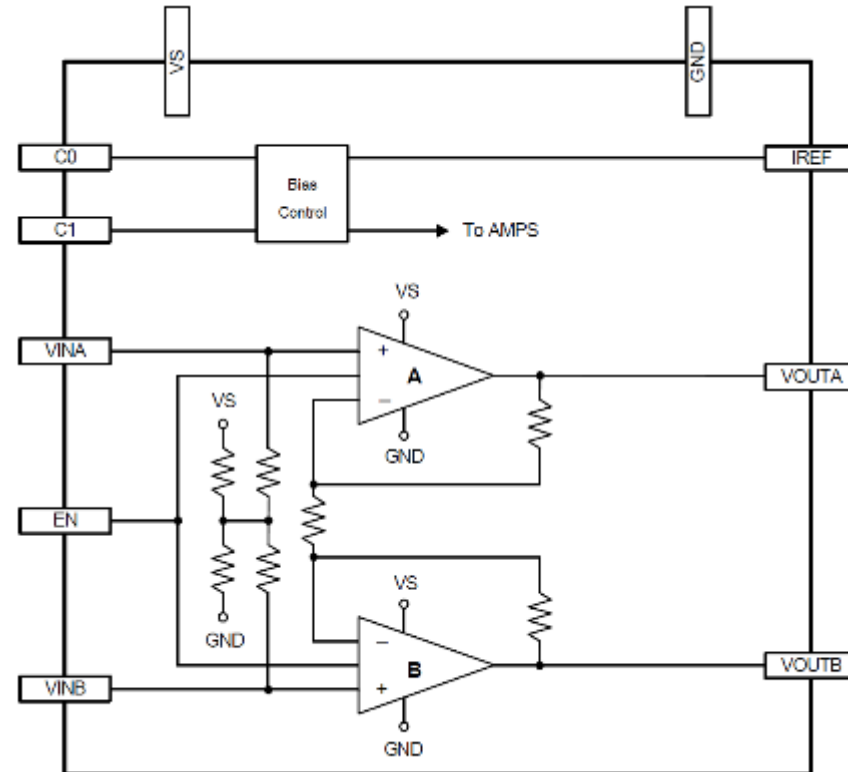 VS
GND
C0
IREF
Bias
Control
C1
To AMPS
VS
VINA
+
A
VOUTA
VS
−
GND
EN
VS
GND
−
B
VOUTB
VINB
+
GND